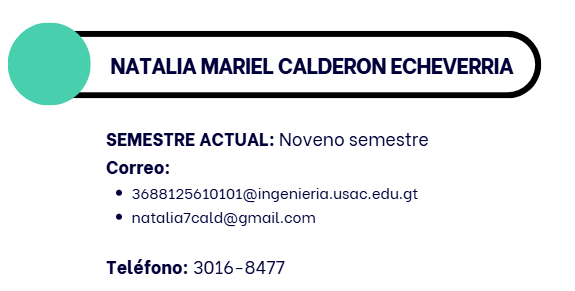 NATALIA MARIEL CALDERON ECHEVERRIA
SEMESTRE ACTUAL: Noveno semestre
Correo:
• 3688125610101@ingenieria.usac.edu.gt
• natalia7cald@gmail.com
Teléfono: 3016-8477